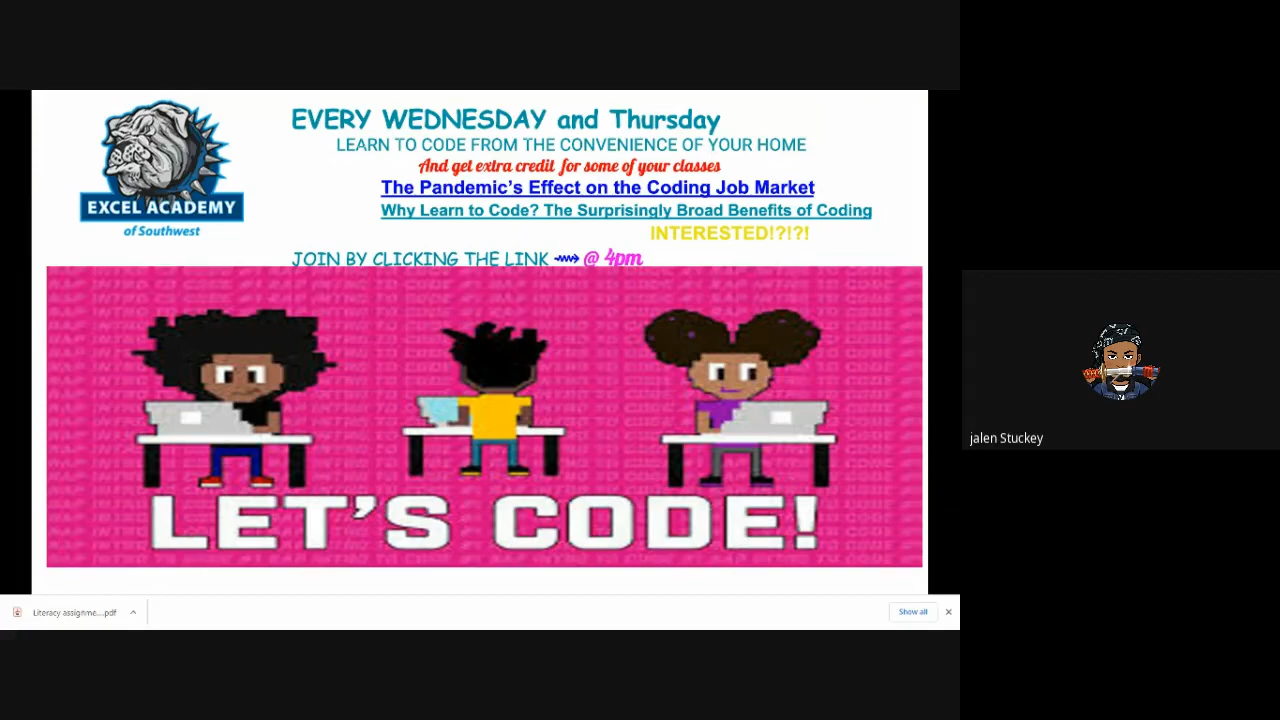 EXCEL ACADEMY
of Southwest
EVERY WEDNESDAY and Thursday
LEARN TO CODE FROM THE CONVENIENCE OF YOUR HOME
And get extra credit for some of your classes
The Pandemic's Effect on the Coding Job Market
Why Learn to Code? The Surprisingly Broad Benefits of Coding
INTERESTED!?!?!
JOIN BY CLICKING THE LINK ⟿ @ 4pm
LET'S CODE!
jalen Stuckey
Literacy assignme....pdf
Show all